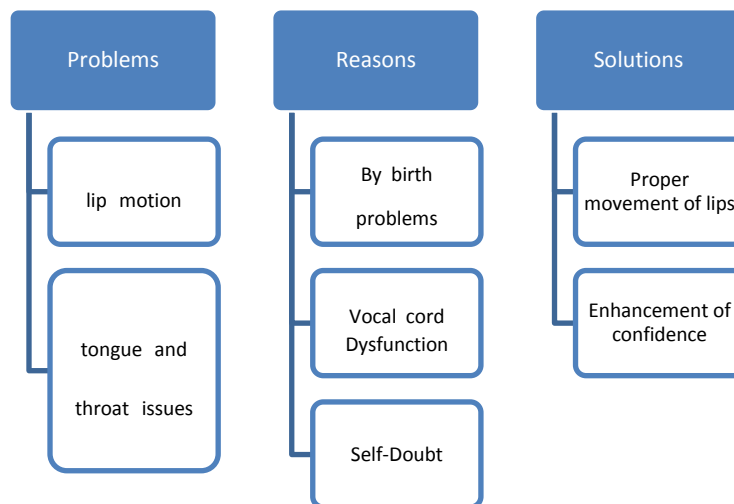 Problems
lip motion
tongue and
throat issues
Reasons
By birth
problems
Vocal cord
Dysfunction
Self-Doubt
Solutions
Proper
movement of lips
Enhancement of
confidence